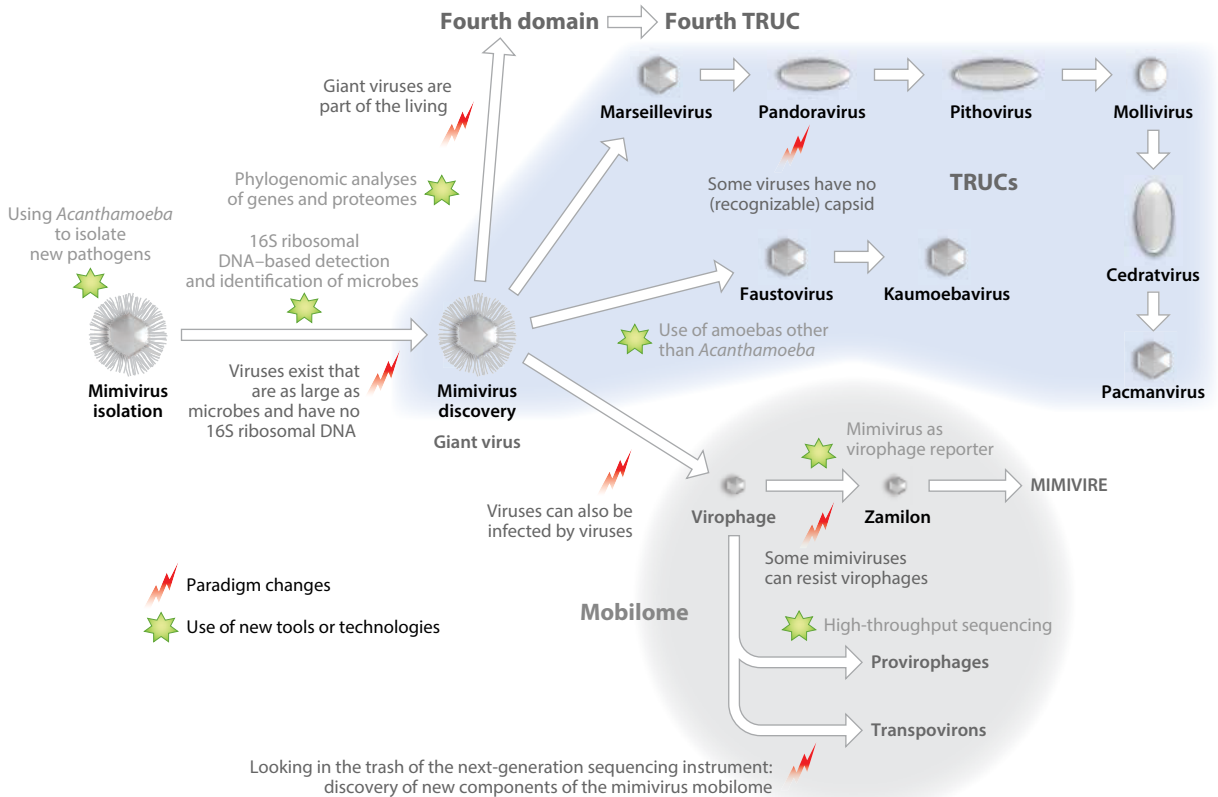 Fourth domain
Fourth TRUC
Giant viruses are
part of the living
Marseillevirus
Pandoravirus
Pithovirus
Mollivirus
Phylogenomic analyses
of genes and proteomes
Some viruses have no
(recognizable) capsid
TRUCs
Using Acanthamoeba
to isolate
new pathogens
16S ribosomal
DNA–based detection
and identification of microbes
Faustovirus
Kaumoebavirus
Cedratvirus
Use of amoebas other
than Acanthamoeba
Mimivirus
isolation
Viruses exist that
are as large as
microbes and have no
16S ribosomal DNA
Mimivirus
discovery
Giant virus
Pacmanvirus
Mimivirus as
virophage reporter
Viruses can also be
infected by viruses
Virophage
Zamilon
MIMIVIRE
Some mimiviruses
can resist virophages
Paradigm changes
Use of new tools or technologies
Mobilome
High-throughput sequencing
Provirophages
Transpovirons
Looking in the trash of the next-generation sequencing instrument:
discovery of new components of the mimivirus mobilome